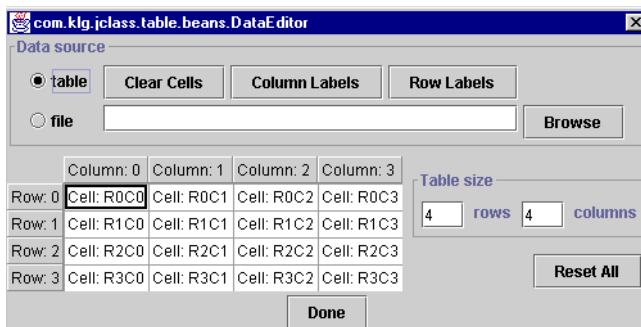 com.klg.jclass.table.beans.DataEditor
Data source
table Clear Cells Column Labels Row Labels
file Browse
Column: 0 Column: 1 Column: 2 Column: 3
Table size
Row: 0 Cell: R0C0 Cell: R0C1 Cell: R0C2 Cell: R0C3
4 rows 4 columns
Row: 1 Cell: R1C0 Cell: R1C1 Cell: R1C2 Cell: R1C3
Row: 2 Cell: R2C0 Cell: R2C1 Cell: R2C2 Cell: R2C3
Row: 3 Cell: R3C0 Cell: R3C1 Cell: R3C2 Cell: R3C3
Reset All
Done